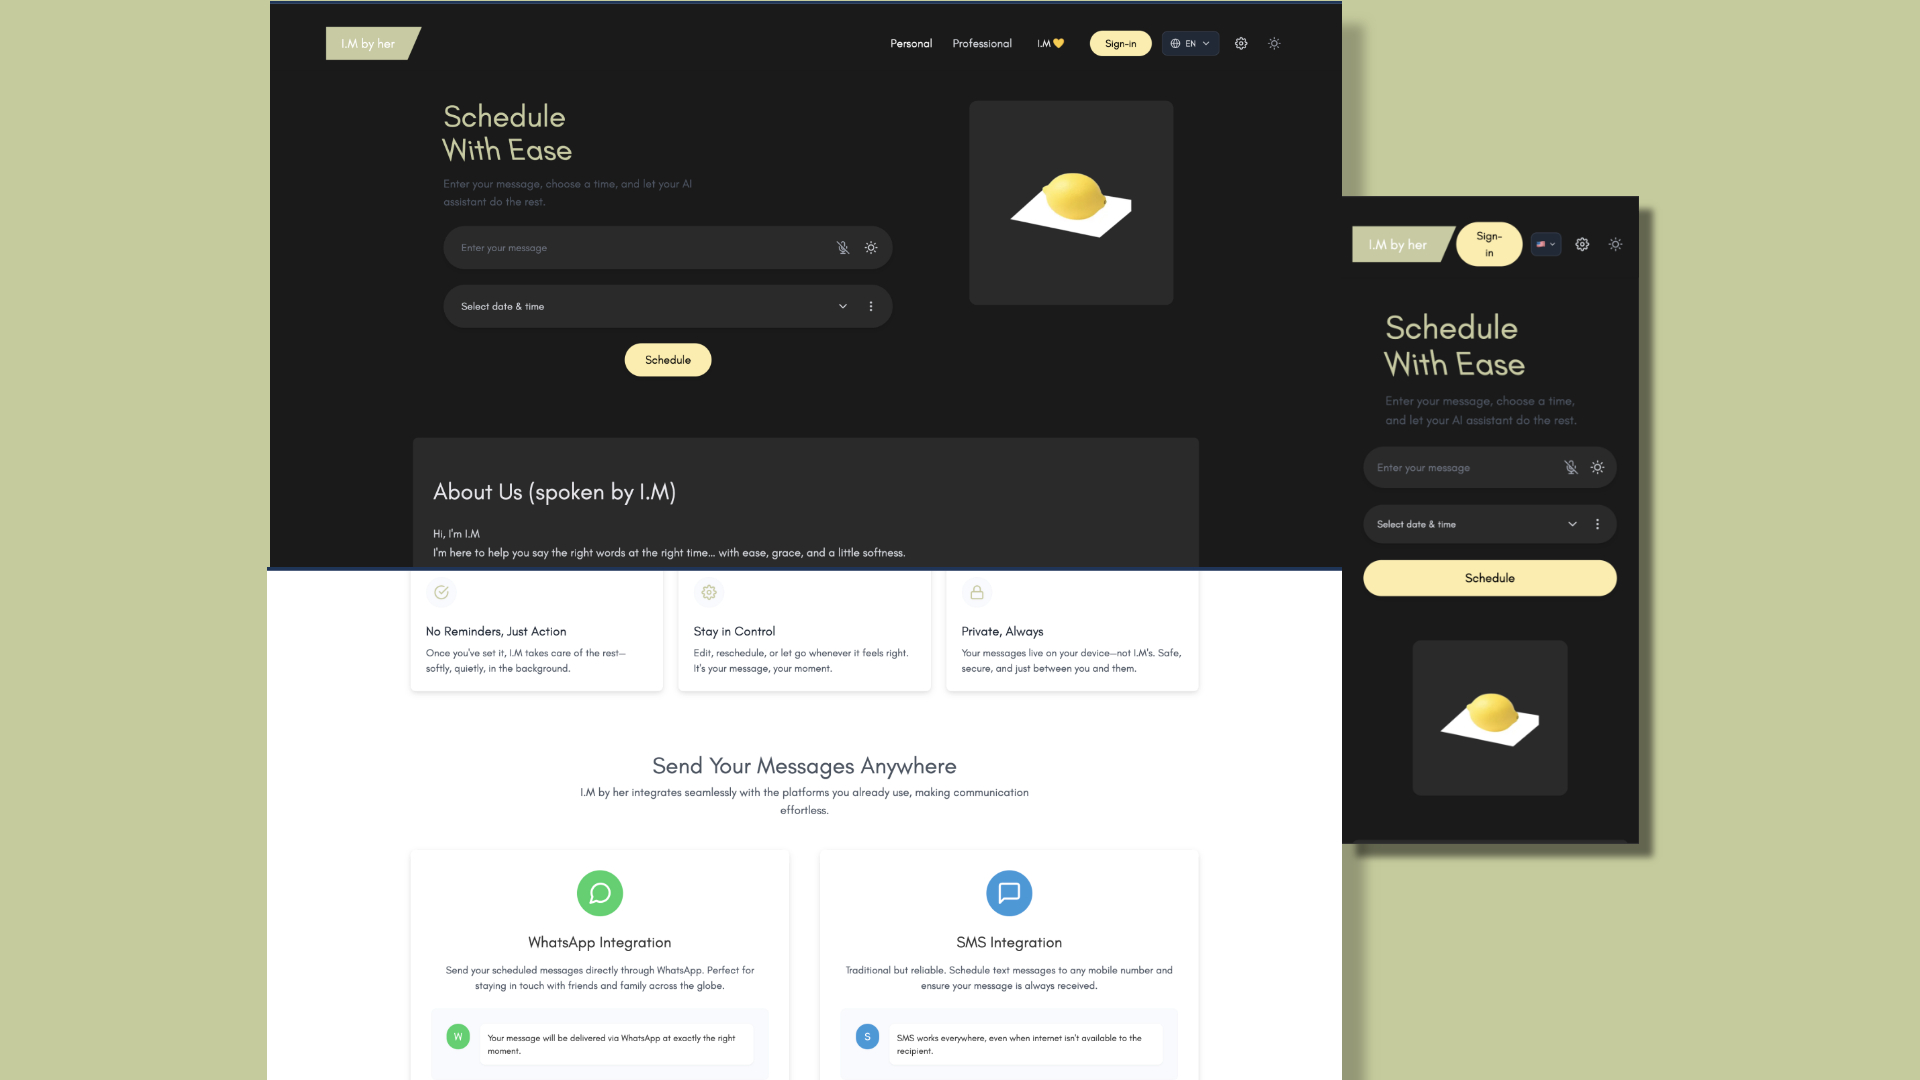 I.M by her
Personal
Professional
I.M 💛
Sign-in
EN
Schedule
With Ease
Enter your message, choose a time, and let your AI
assistant do the rest.
Enter your message
Select date & time
Schedule
About Us (spoken by I.M)
Hi, I'm I.M
I'm here to help you say the right words at the right time... with ease, grace, and a little softness.
No Reminders, Just Action
Once you've set it, I.M takes care of the rest—
softly, quietly, in the background.
Stay in Control
Edit, reschedule, or let go whenever it feels right.
It's your message, your moment.
Private, Always
Your messages live on your device—not I.M's. Safe,
secure, and just between you and them.
Send Your Messages Anywhere
I.M by her integrates seamlessly with the platforms you already use, making communication
effortless.
WhatsApp Integration
Send your scheduled messages directly through WhatsApp. Perfect for
staying in touch with friends and family across the globe.
W
Your message will be delivered via WhatsApp at exactly the right
moment.
SMS Integration
Traditional but reliable. Schedule text messages to any mobile number and
ensure your message is always received.
S
SMS works everywhere, even when internet isn't available to the
recipient.
I.M by her
Sign-
in
Schedule
With Ease
Enter your message, choose a time,
and let your AI assistant do the rest.
Enter your message
Select date & time
Schedule